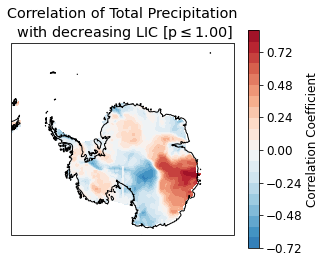 Correlation of Total Precipitation
with decreasing LIC [p ≤ 1.00]
0.72
0.48
0.24
0.00
−0.24
−0.48
−0.72
Correlation Coefficient